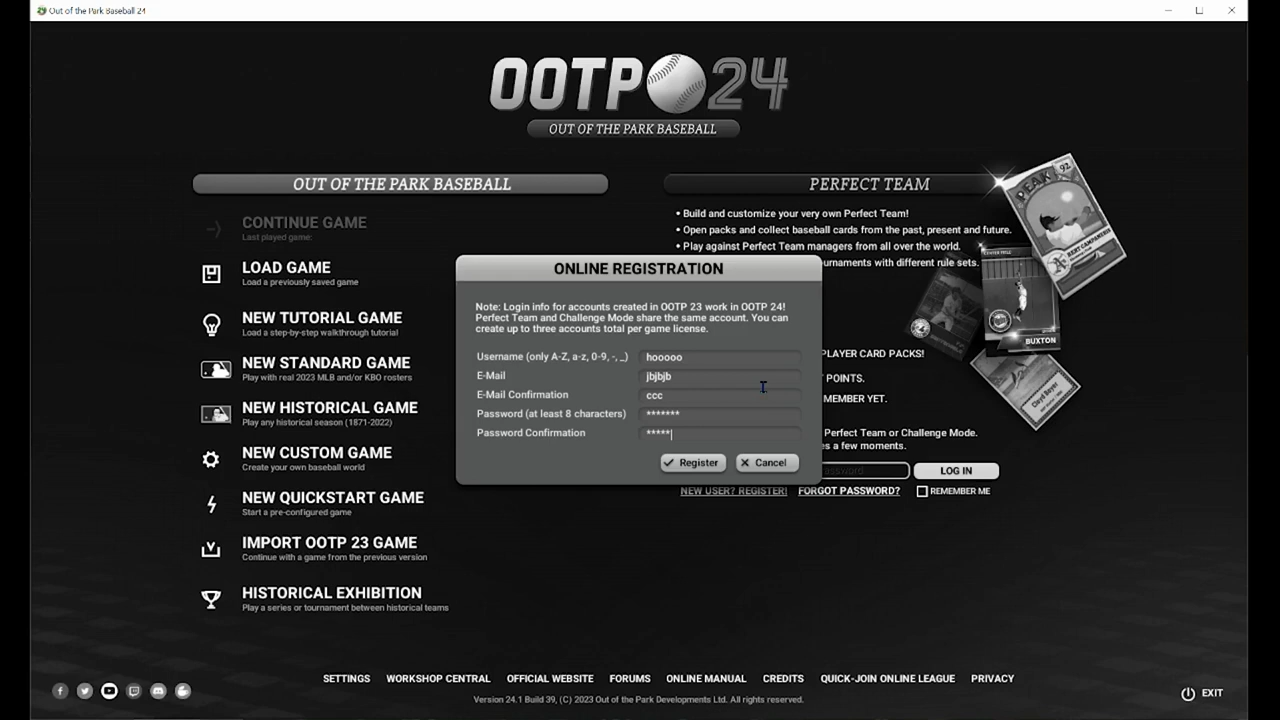 Out of the Park Baseball 24
OOTP 24
OUT OF THE PARK BASEBALL
OUT OF THE PARK BASEBALL
CONTINUE GAME
Last played game:
LOAD GAME
Load a previously saved game
NEW TUTORIAL GAME
Load a step-by-step walkthrough tutorial
NEW STANDARD GAME
Play with real 2023 MLB and/or KBO rosters
NEW HISTORICAL GAME
Play any historical season (1871-2022)
NEW CUSTOM GAME
Create your own baseball world
NEW QUICKSTART GAME
Start a pre-configured game
IMPORT OOTP 23 GAME
Continue with a game from the previous version
HISTORICAL EXHIBITION
Play a series or tournament between historical teams
PERFECT TEAM
• Build and customize your very own Perfect Team!
• Open packs and collect baseball cards from the past, present and future.
• Play against Perfect Team managers from all over the world.
ournaments with different rule sets.
PEAK
92
BERT CAMPANERIS
BUXTON
Cloyd Boyer
PLAYER CARD PACKS!
POINTS.
MEMBER YET.
Perfect Team or Challenge Mode.
s a few moments.
LOG IN
NEW USER? REGISTER!
FORGOT PASSWORD?
REMEMBER ME
ONLINE REGISTRATION
Note: Login info for accounts created in OOTP 23 work in OOTP 24!
Perfect Team and Challenge Mode share the same account. You can
create up to three accounts total per game license.
Username (only A-Z, a-z, 0-9, -, _) hooooo
E-Mail jbjbjb
E-Mail Confirmation ccc
Password (at least 8 characters) *******
Password Confirmation *****
Register
Cancel
SETTINGS
WORKSHOP CENTRAL
OFFICIAL WEBSITE
FORUMS
ONLINE MANUAL
CREDITS
QUICK-JOIN ONLINE LEAGUE
PRIVACY
Version 24.1 Build 39, (C) 2023 Out of the Park Developments Ltd. All rights reserved.
EXIT